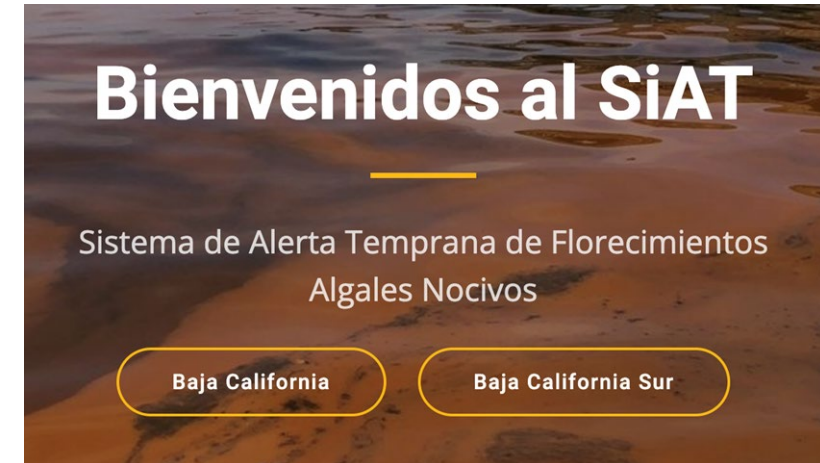 Bienvenidos al SiAT
Sistema de Alerta Temprana de Florecimientos
Algales Nocivos
Baja California
Baja California Sur